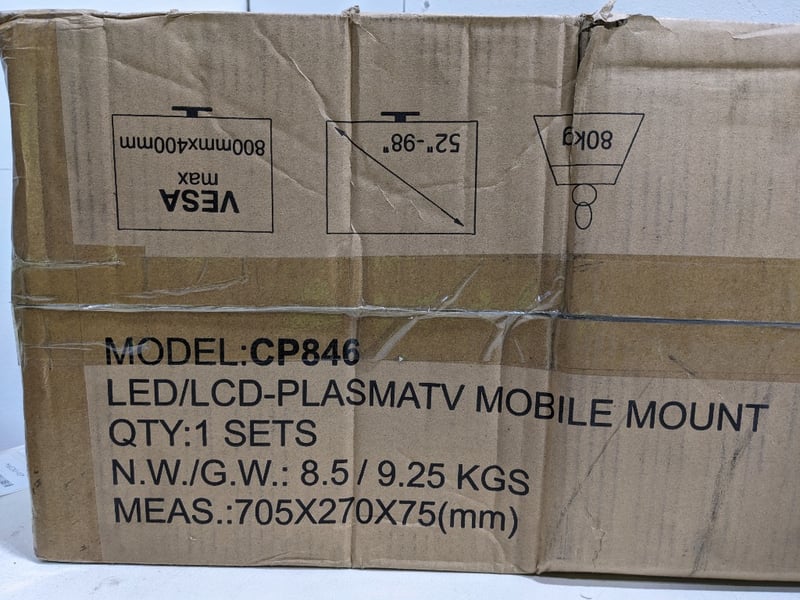 800mmx400mm
max
VESA
52"-98"
80kg
MODEL:CP846
LED/LCD-PLASMATV MOBILE MOUNT
QTY:1 SETS
N.W./G.W.: 8.5 / 9.25 KGS
MEAS.:705X270X75(mm)